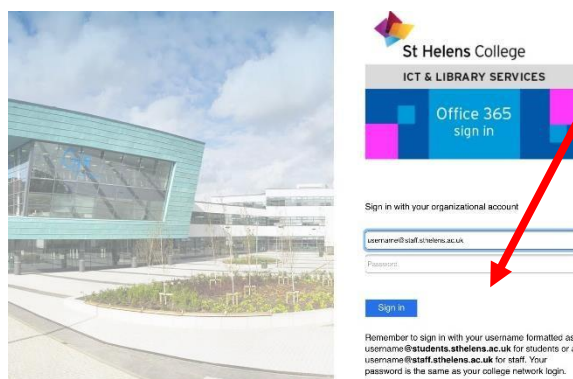 St Helens College
ICT & LIBRARY SERVICES
Office 365
sign in
Sign in with your organizational account
username@staff.sthelens.ac.uk
Password
Sign in
Remember to sign in with your username formatted as
username@students.sthelens.ac.uk for students or a
username@staff.sthelens.ac.uk for staff. Your
password is the same as your college network login.